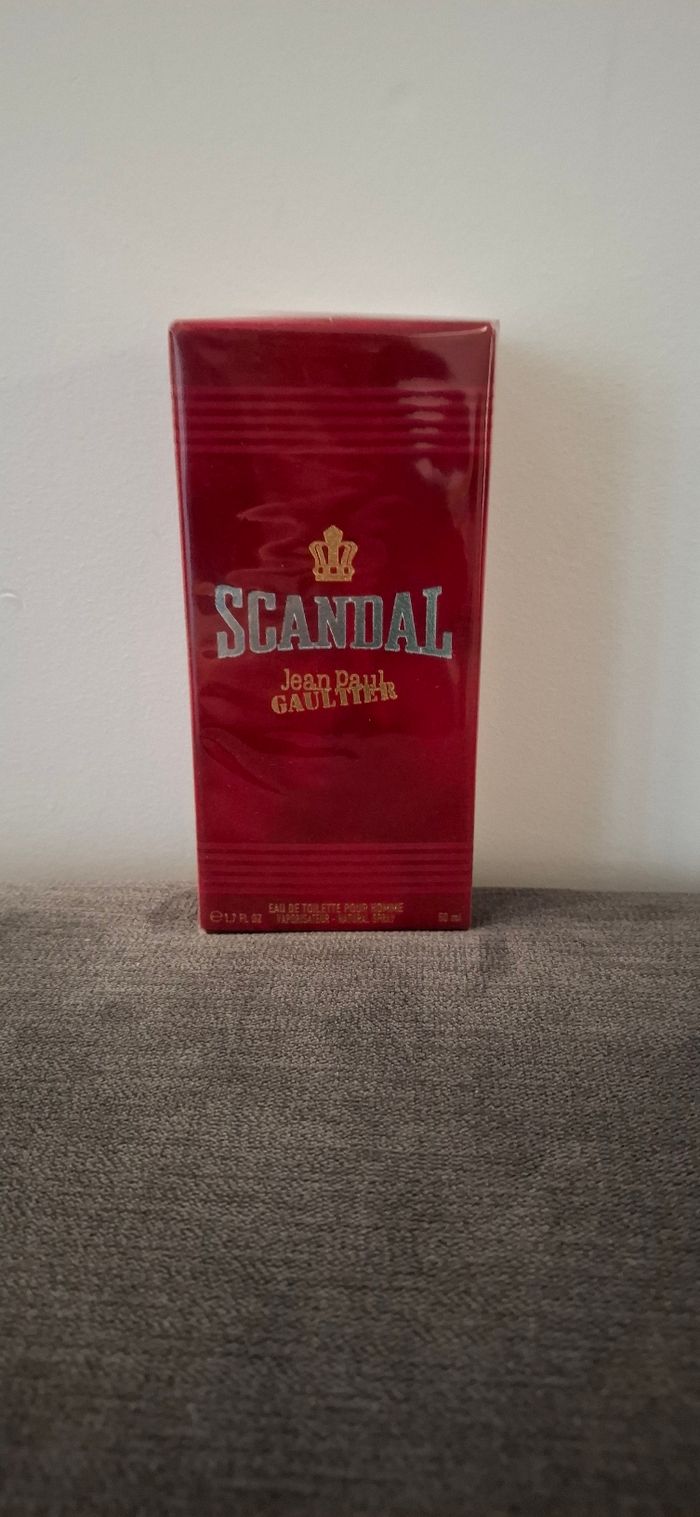 SCANDAL
Jean Paul
GAULTIER
EAU DE TOILETTE POUR HOMME
℮ 1.7 FL OZ VAPORISATEUR - NATURAL SPRAY 50 ml